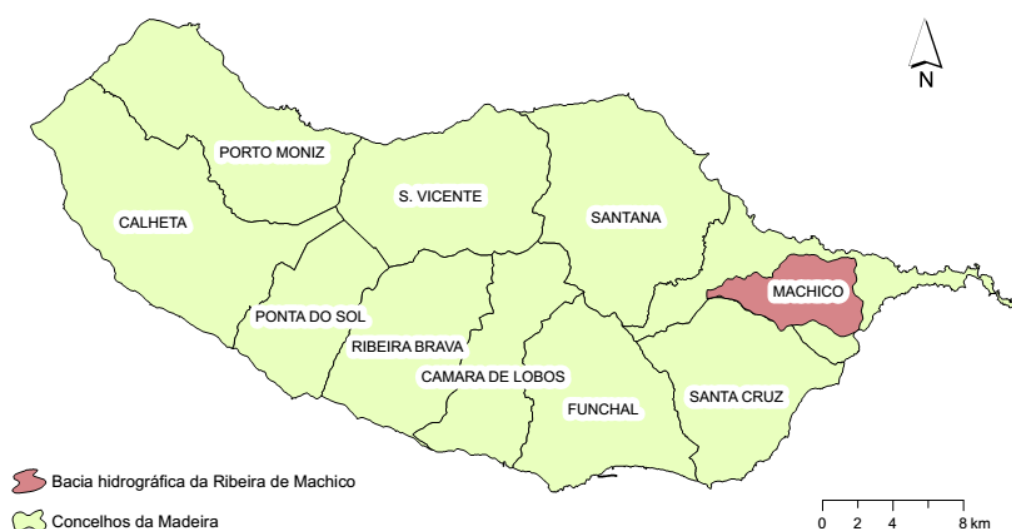 N
PORTO MONIZ
S. VICENTE
CALHETA
SANTANA
MACHICO
PONTA DO SOL
RIBEIRA BRAVA
CAMARA DE LOBOS
SANTA CRUZ
FUNCHAL
Bacia hidrográfica da Ribeira de Machico
Concelhos da Madeira
0 2 4 8 km